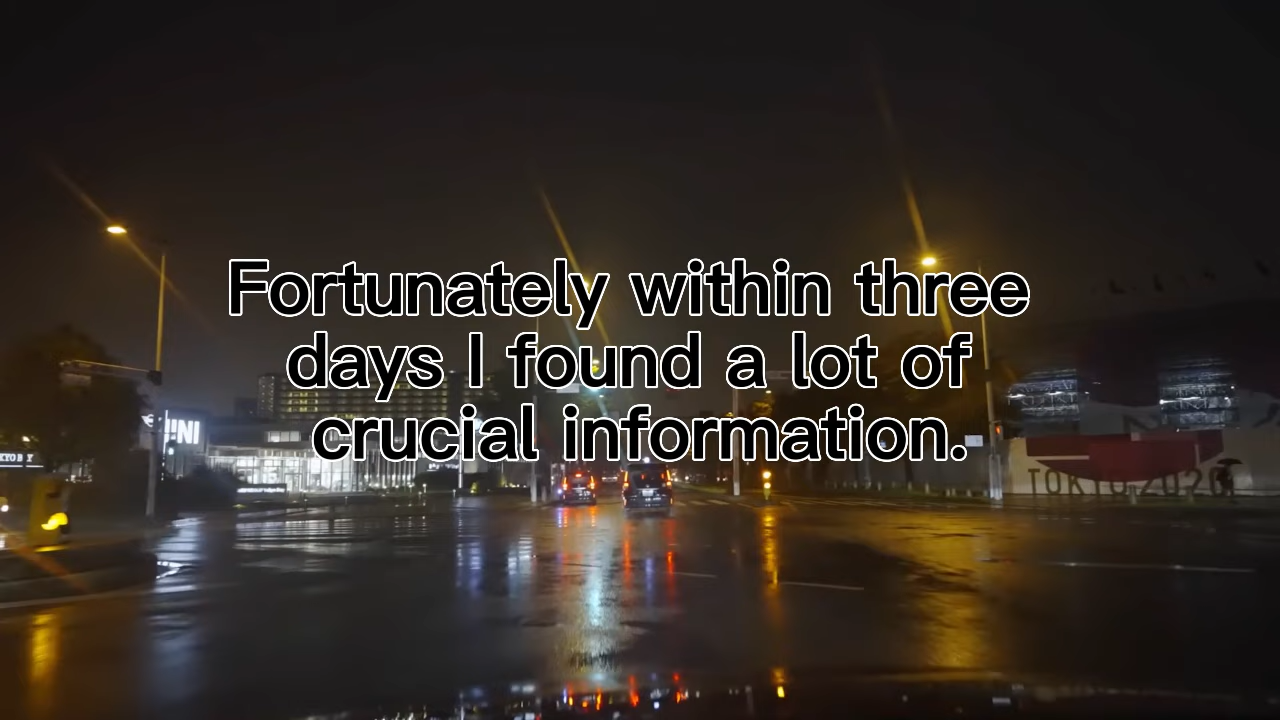 Fortunately within three
days I found a lot of
crucial information.
TOKYO 2020